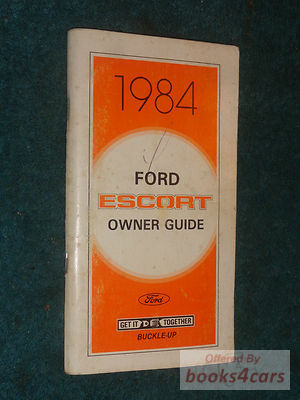 1984
FORD
ESCORT
OWNER GUIDE
Ford
GET IT TOGETHER
BUCKLE-UP
Offered By
books4cars